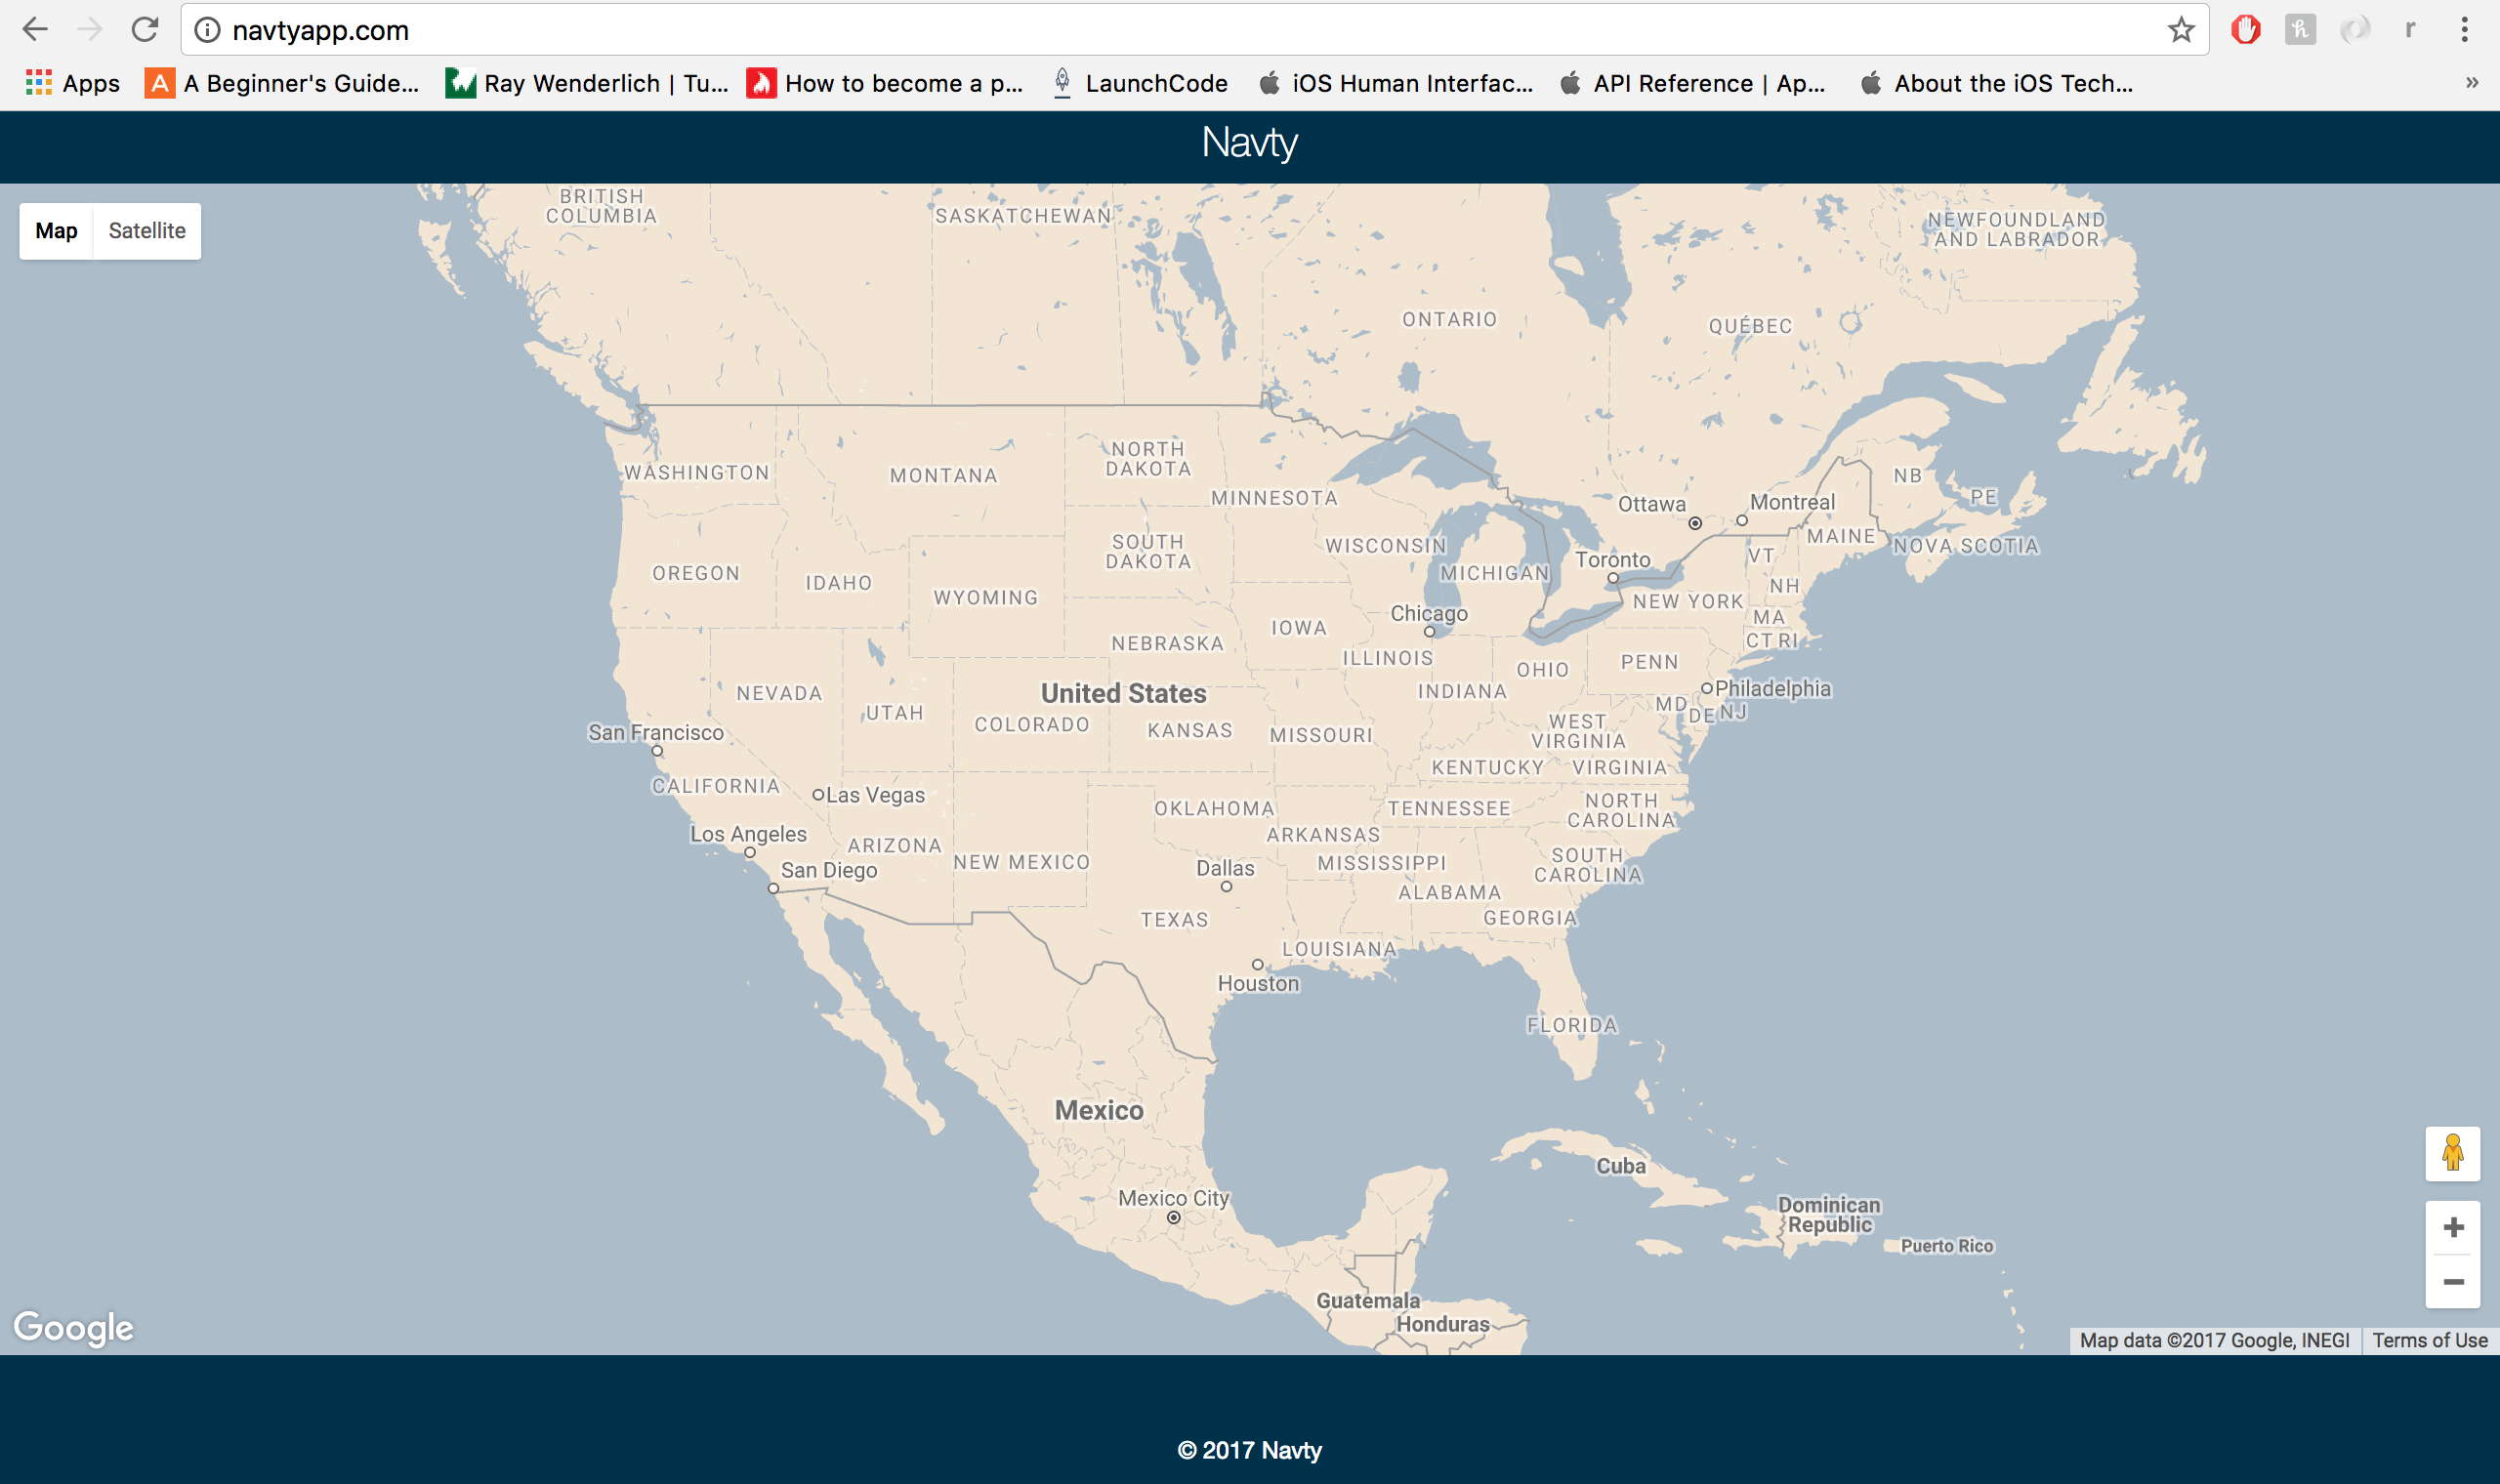 navtyapp.com
Apps A Beginner's Guide... Ray Wenderlich | Tu... How to become a p... LaunchCode iOS Human Interfac... API Reference | Ap... About the iOS Tech... »
Navty
Map Satellite
BRITISH
COLUMBIA
SASKATCHEWAN
NEWFOUNDLAND
AND LABRADOR
ONTARIO
QUÉBEC
WASHINGTON
MONTANA
NORTH
DAKOTA
MINNESOTA
NB
PE
Ottawa
Montreal
MAINE
NOVA SCOTIA
SOUTH
DAKOTA
WISCONSIN
MICHIGAN
Toronto
VT
NH
OREGON
IDAHO
WYOMING
NEW YORK
MA
CT RI
Chicago
IOWA
NEBRASKA
ILLINOIS
INDIANA
OHIO
PENN
Philadelphia
MD
DE NJ
United States
NEVADA
UTAH
COLORADO
KANSAS
MISSOURI
WEST
VIRGINIA
San Francisco
KENTUCKY
VIRGINIA
CALIFORNIA
Las Vegas
OKLAHOMA
TENNESSEE
NORTH
CAROLINA
Los Angeles
ARIZONA
NEW MEXICO
ARKANSAS
MISSISSIPPI
SOUTH
CAROLINA
San Diego
Dallas
ALABAMA
TEXAS
GEORGIA
LOUISIANA
Houston
FLORIDA
Mexico
Cuba
Mexico City
Dominican
Republic
Puerto Rico
Guatemala
Honduras
Google
Map data ©2017 Google, INEGI Terms of Use
© 2017 Navty